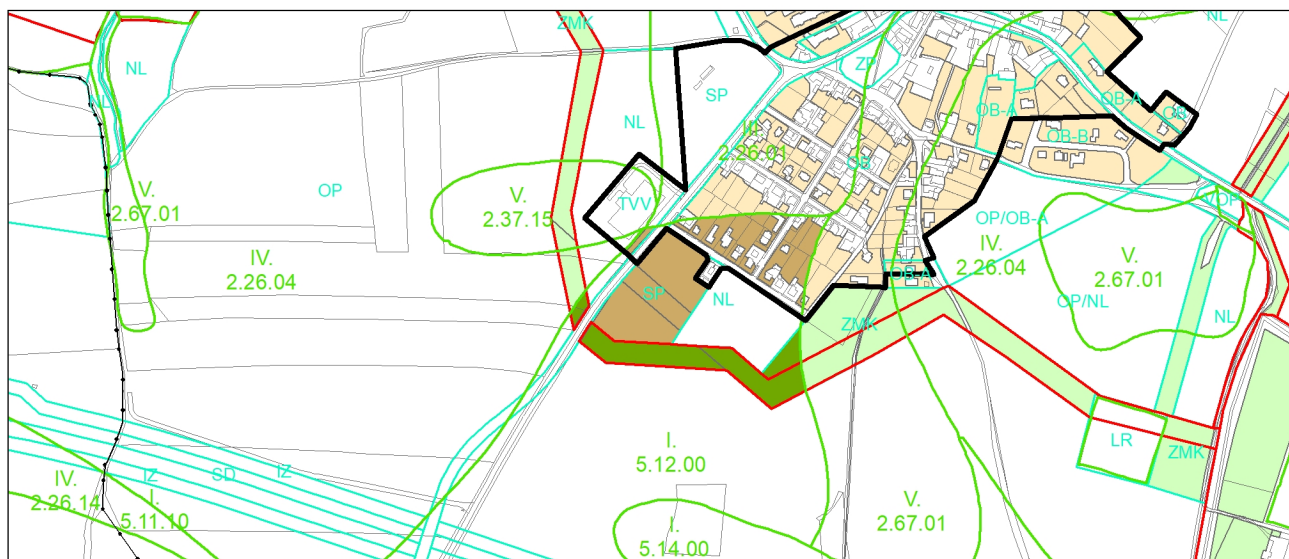 ZMK
NL
NL
ZP
NL
SP
OB-A
OB-A
OB
NL
III.
2.26.01
OB
OB-B
OP
V.
2.67.01
V.
2.37.15
TVV
OP/OB-A
VOP
IV.
2.26.04
IV.
2.26.04
V.
2.67.01
OB-A
SP
NL
ZMK
OP/NL
NL
I.
5.12.00
LR
ZMK
IZ
SD
IZ
IV.
2.26.14
I.
5.11.10
V.
2.67.01
I.
5.14.00